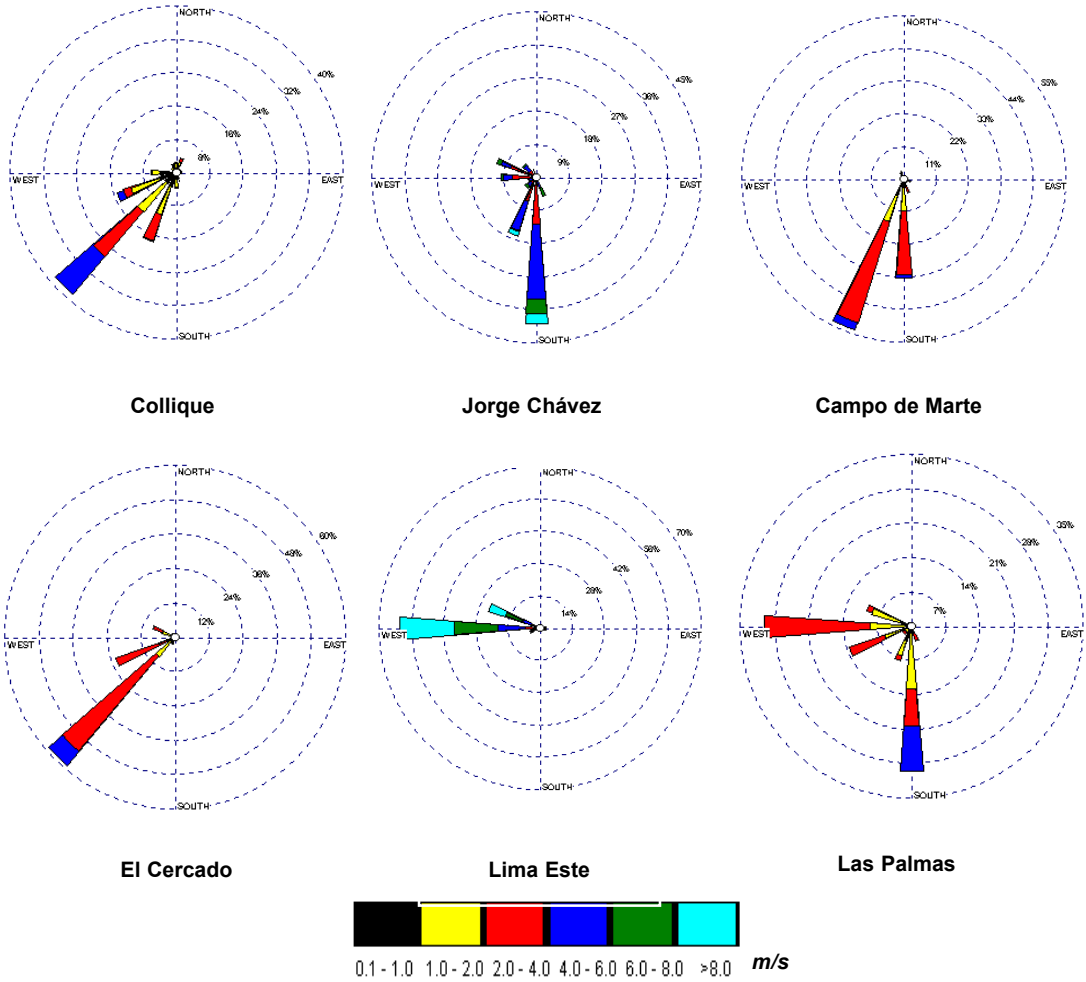 NORTH
40%
32%
24%
16%
8%
WEST
EAST
SOUTH
Collique
NORTH
45%
36%
27%
18%
9%
WEST
EAST
SOUTH
Jorge Chávez
NORTH
55%
44%
33%
22%
11%
WEST
EAST
SOUTH
Campo de Marte
NORTH
60%
48%
36%
24%
12%
WEST
EAST
SOUTH
El Cercado
NORTH
70%
56%
42%
28%
14%
WEST
EAST
SOUTH
Lima Este
NORTH
35%
28%
21%
14%
7%
WEST
EAST
SOUTH
Las Palmas
0.1 - 1.0 1.0 - 2.0 2.0 - 4.0 4.0 - 6.0 6.0 - 8.0 >8.0 m/s